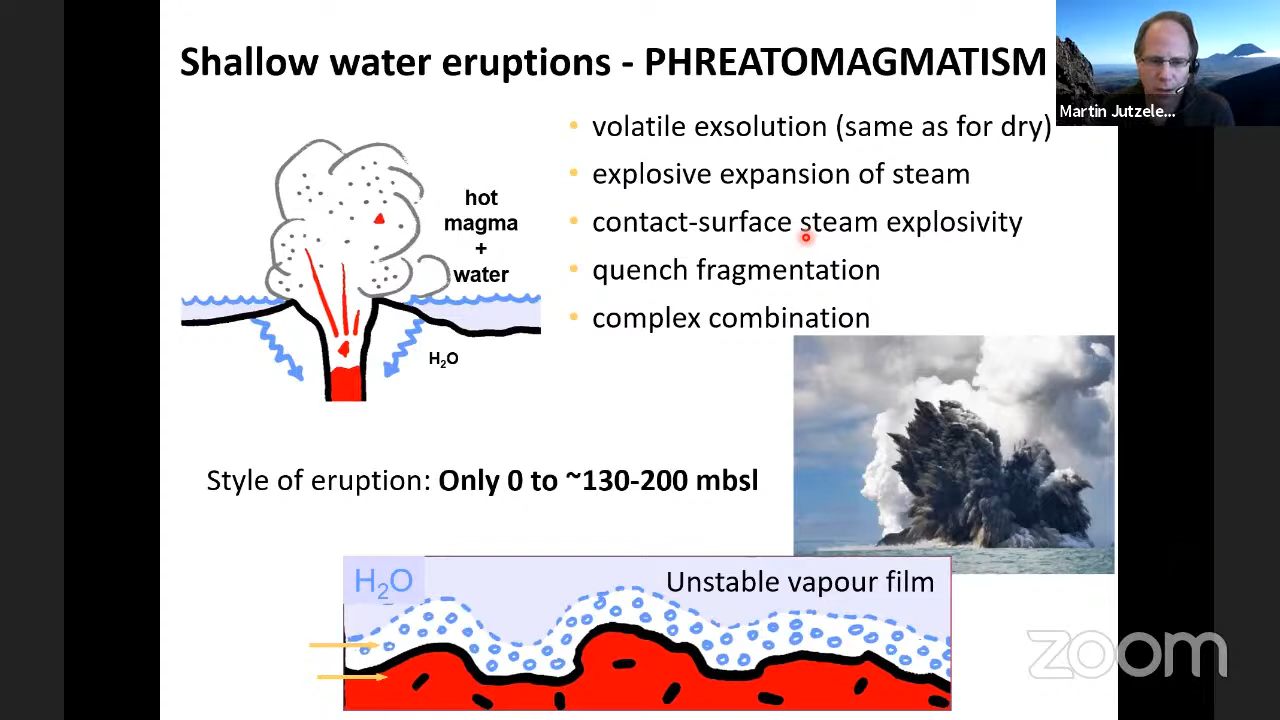 Shallow water eruptions - PHREATOMAGMATISM
Martin Jutzele...
• volatile exsolution (same as for dry)
• explosive expansion of steam
• contact-surface steam explosivity
• quench fragmentation
• complex combination
hot
magma
+
water
H₂O
Style of eruption: Only 0 to ~130-200 mbsl
H₂O
Unstable vapour film
zoom